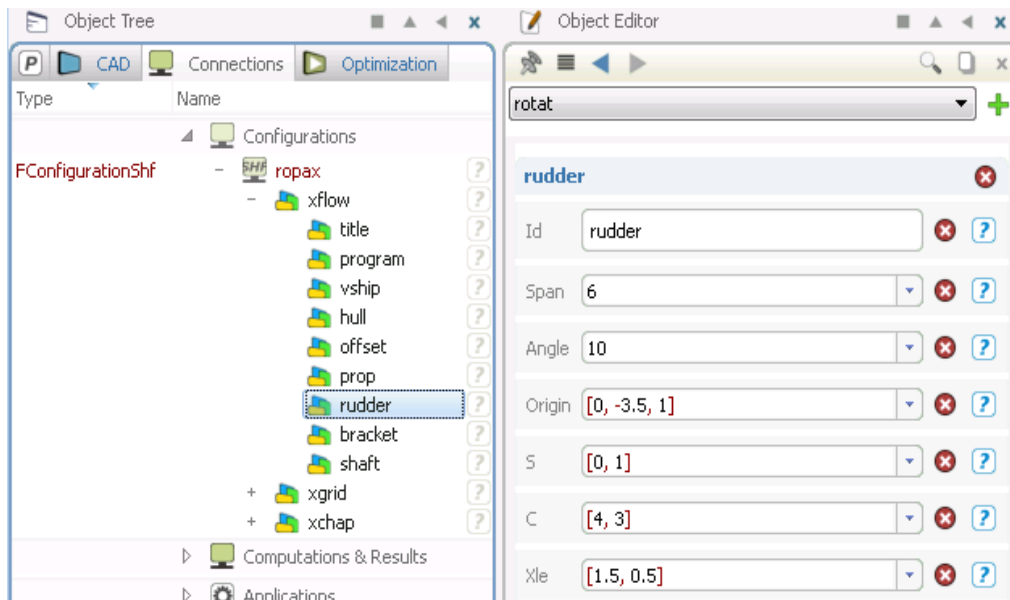 Object Tree
P CAD Connections Optimization
Type Name
Configurations
FConfigurationShf SHF ropax ?
xflow ?
title ?
program ?
vship ?
hull ?
offset ?
prop ?
rudder ?
bracket ?
shaft ?
xgrid ?
xchap ?
Computations & Results
Applications
Object Editor
rotat
rudder
Id rudder ?
Span 6 ?
Angle 10 ?
Origin [0, -3.5, 1] ?
S [0, 1] ?
C [4, 3] ?
Xle [1.5, 0.5] ?